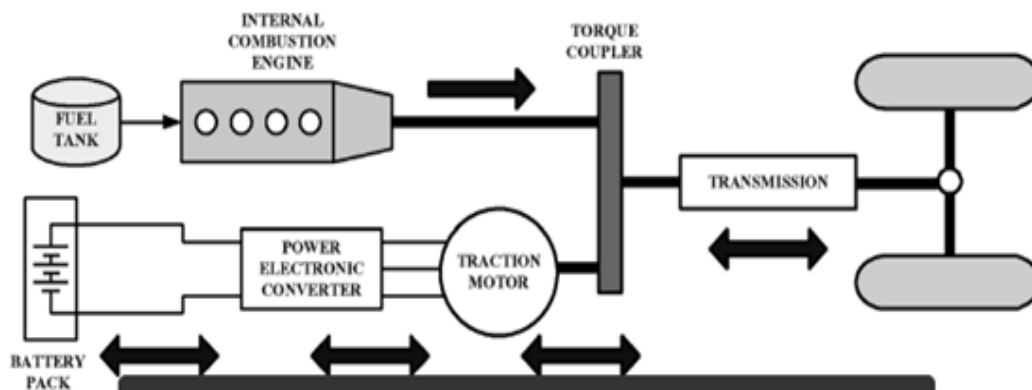 INTERNAL
COMBUSTION
ENGINE
TORQUE
COUPLER
FUEL
TANK
TRANSMISSION
POWER
ELECTRONIC
CONVERTER
TRACTION
MOTOR
BATTERY
PACK